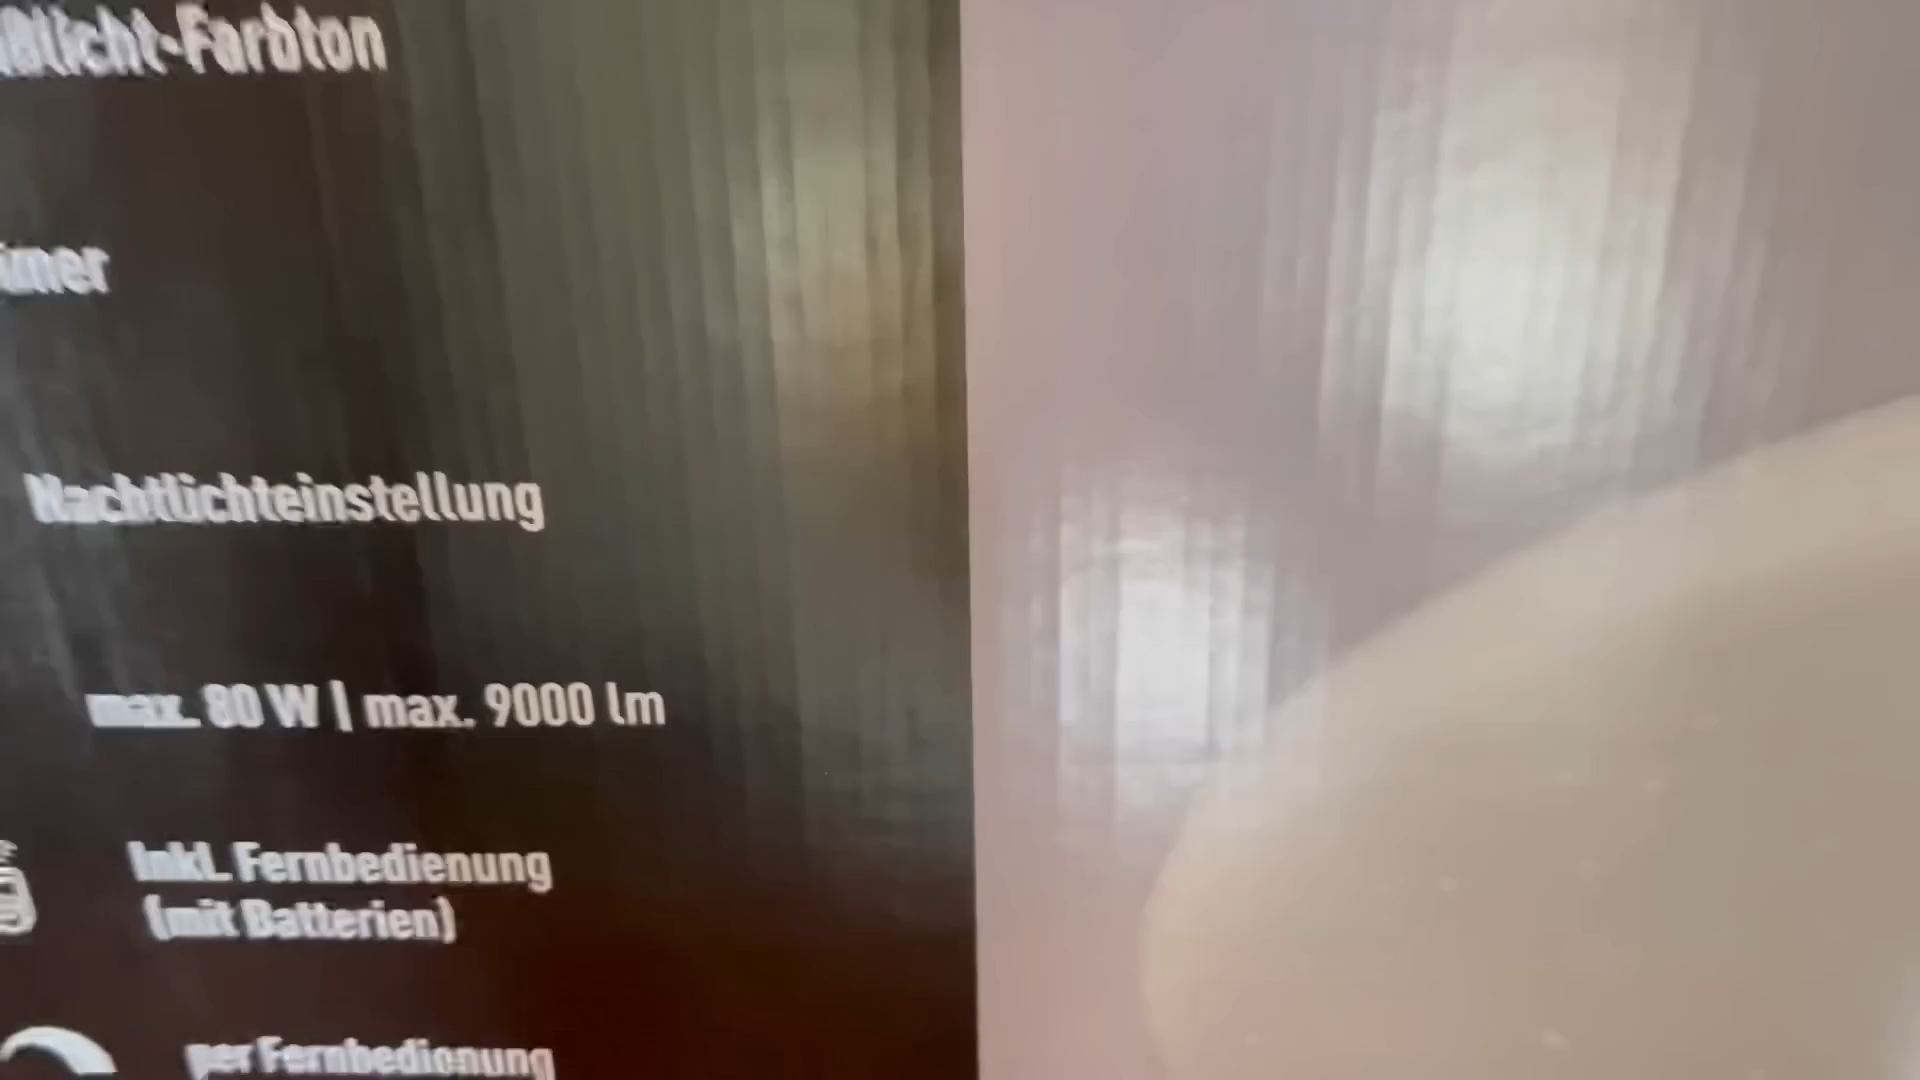 Nachtlichteinstellung
max. 80 W | max. 9000 lm
Inkl. Fernbedienung
(mit Batterien)
per Fernbedienung